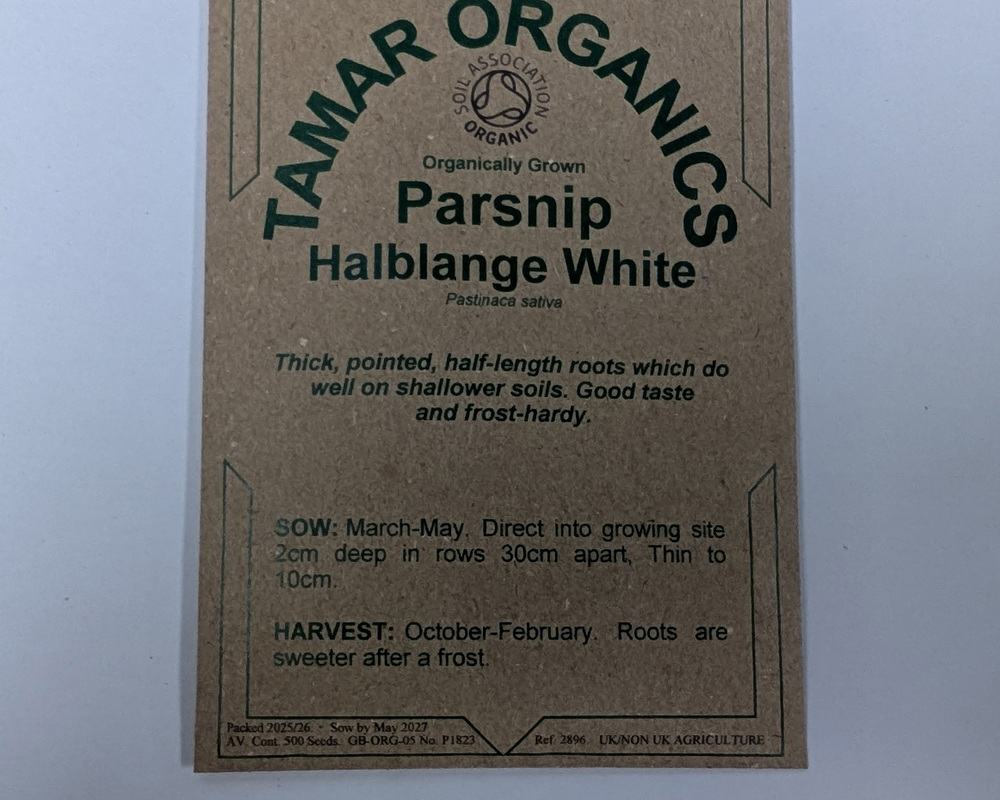 TAMAR ORGANICS
SOIL ASSOCIATION
ORGANIC
Organically Grown
Parsnip
Halblange White
Pastinaca sativa
Thick, pointed, half-length roots which do
well on shallower soils. Good taste
and frost-hardy.
SOW: March-May. Direct into growing site
2cm deep in rows 30cm apart, Thin to
10cm.
HARVEST: October-February. Roots are
sweeter after a frost.
Packed 2025/26 - Sow by May 2027
AV. Cont. 500 Seeds. GB-ORG-05 No. P1823
Ref: 2896 UK/NON UK AGRICULTURE